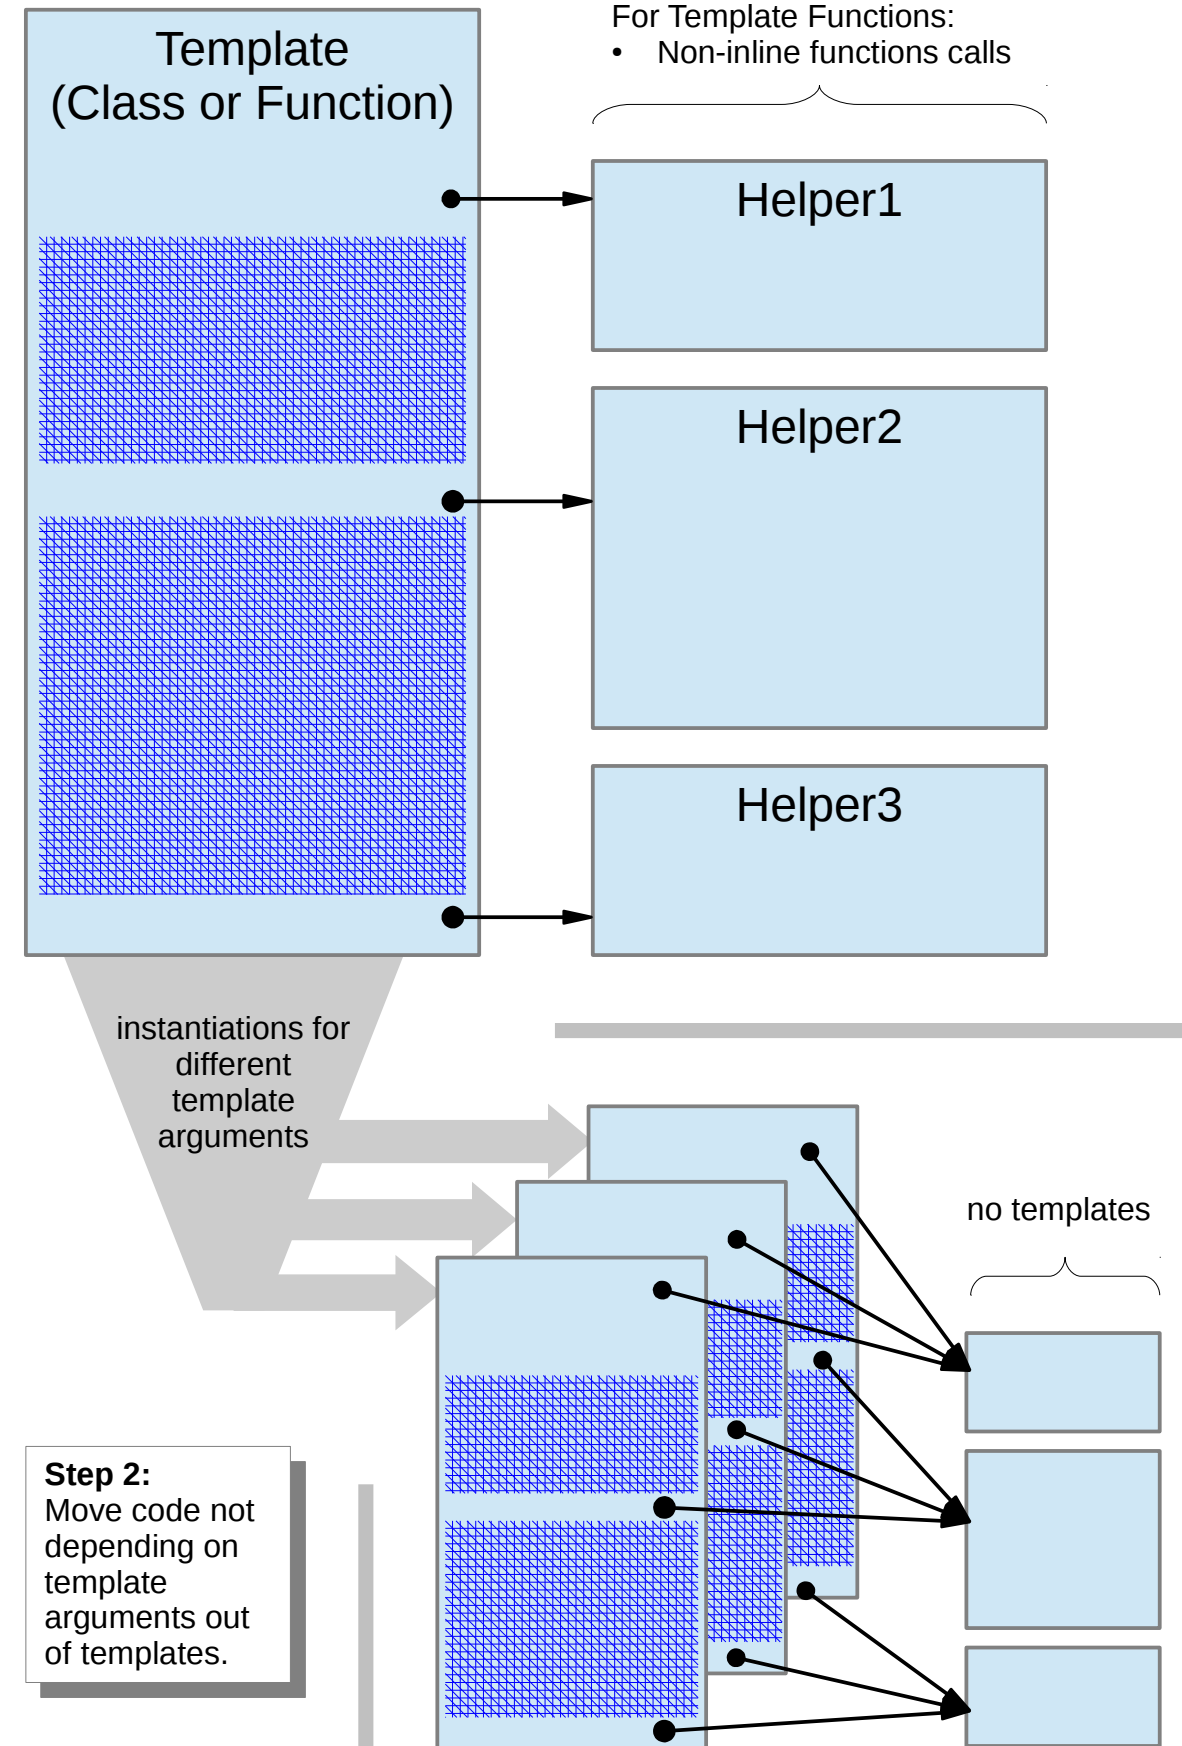 For Template Functions:
• Non-inline functions calls
Template
(Class or Function)
Helper1
Helper2
Helper3
instantiations for
different
template
arguments
no templates
Step 2:
Move code not
depending on
template
arguments out
of templates.